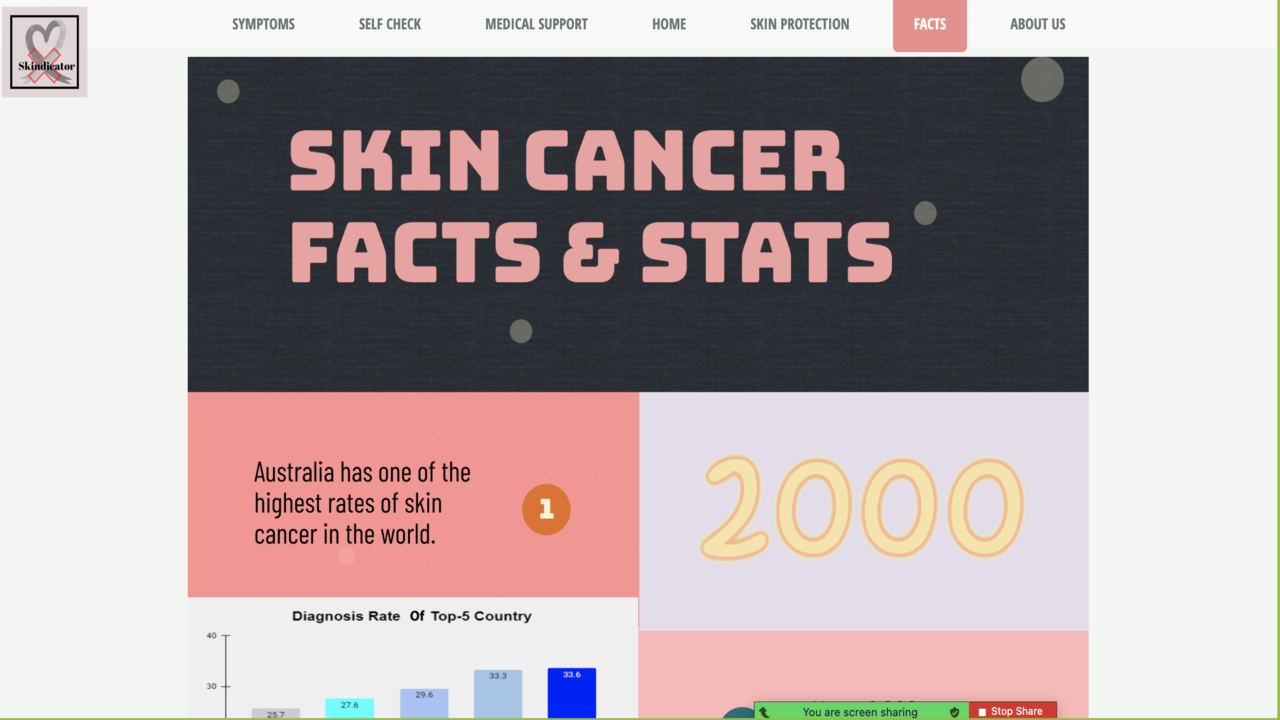 SYMPTOMS SELF CHECK MEDICAL SUPPORT HOME SKIN PROTECTION FACTS ABOUT US
Skindicator
SKIN CANCER
FACTS & STATS
Australia has one of the
highest rates of skin
cancer in the world.
1
2000
Diagnosis Rate Of Top-5 Country
40
30
25.7
27.6
29.6
33.3
33.6
You are screen sharing
Stop Share